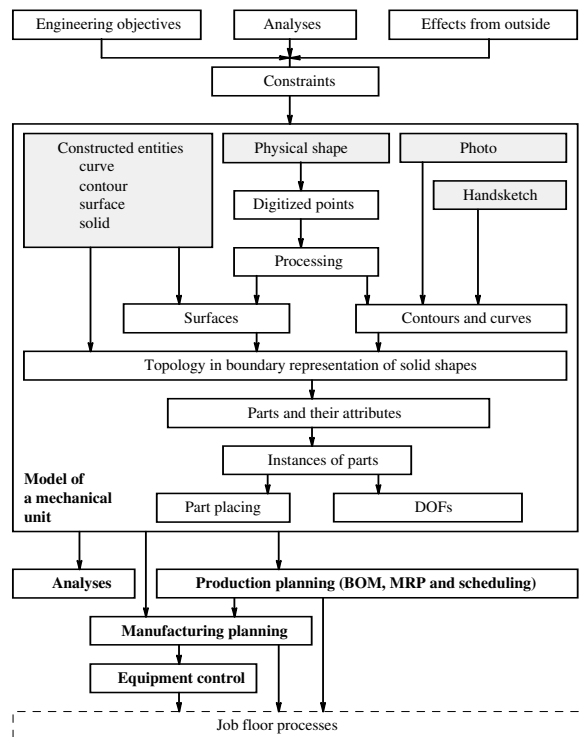 Engineering objectives
Analyses
Effects from outside
Constraints
Constructed entities
curve
contour
surface
solid
Physical shape
Photo
Handsketch
Digitized points
Processing
Surfaces
Contours and curves
Topology in boundary representation of solid shapes
Parts and their attributes
Instances of parts
Part placing
DOFs
Model of
a mechanical
unit
Analyses
Production planning (BOM, MRP and scheduling)
Manufacturing planning
Equipment control
Job floor processes